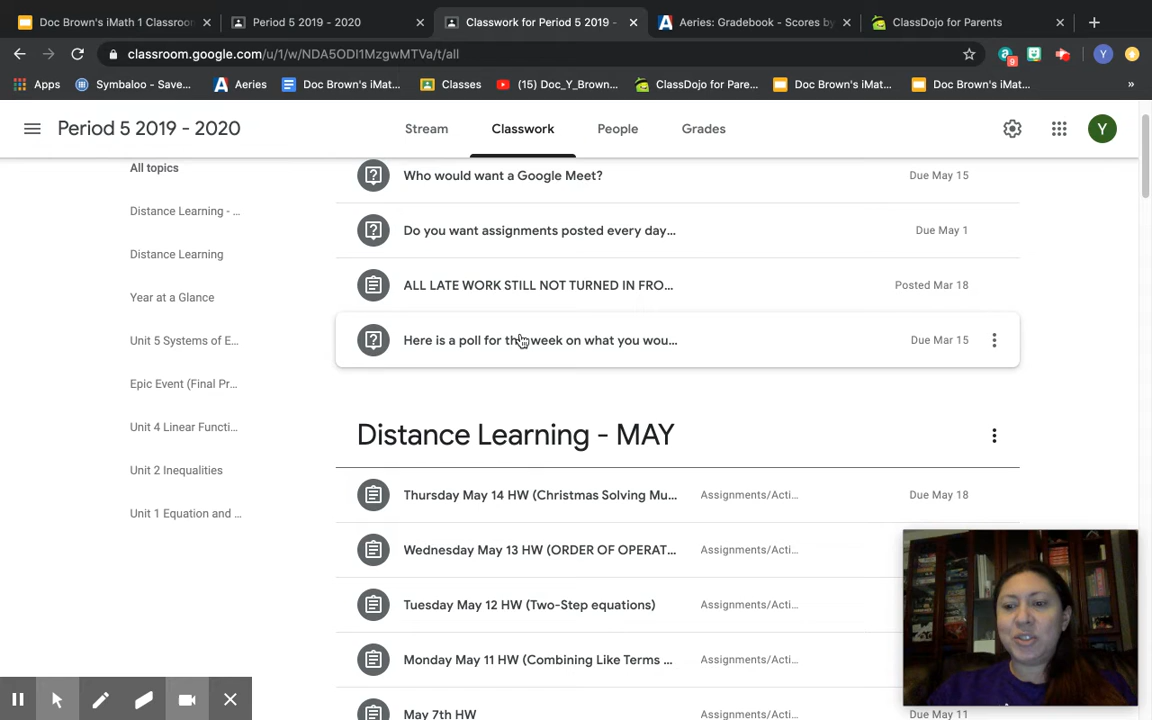 Doc Brown's iMath 1 Classroom
Period 5 2019 - 2020
Classwork for Period 5 2019 -
Aeries: Gradebook - Scores by
ClassDojo for Parents
classroom.google.com/u/1/w/NDA5ODI1MzgwMTVa/t/all
9
Y
Apps
Symbaloo - Save...
Aeries
Doc Brown's iMat...
Classes
(15) Doc_Y_Brown...
ClassDojo for Pare...
Doc Brown's iMat...
Doc Brown's iMat...
»
Period 5 2019 - 2020
Stream
Classwork
People
Grades
Y
All topics
Distance Learning - ...
Distance Learning
Year at a Glance
Unit 5 Systems of E...
Epic Event (Final Pr...
Unit 4 Linear Functi...
Unit 2 Inequalities
Unit 1 Equation and ...
Who would want a Google Meet?
Due May 15
Do you want assignments posted every day...
Due May 1
ALL LATE WORK STILL NOT TURNED IN FRO...
Posted Mar 18
Here is a poll for the week on what you wou...
Due Mar 15
Distance Learning - MAY
Thursday May 14 HW (Christmas Solving Mu...
Assignments/Acti...
Due May 18
Wednesday May 13 HW (ORDER OF OPERAT...
Assignments/Acti...
Tuesday May 12 HW (Two-Step equations)
Assignments/Acti...
Monday May 11 HW (Combining Like Terms ...
Assignments/Acti...
May 7th HW
Assignments/Acti...
Due May 11